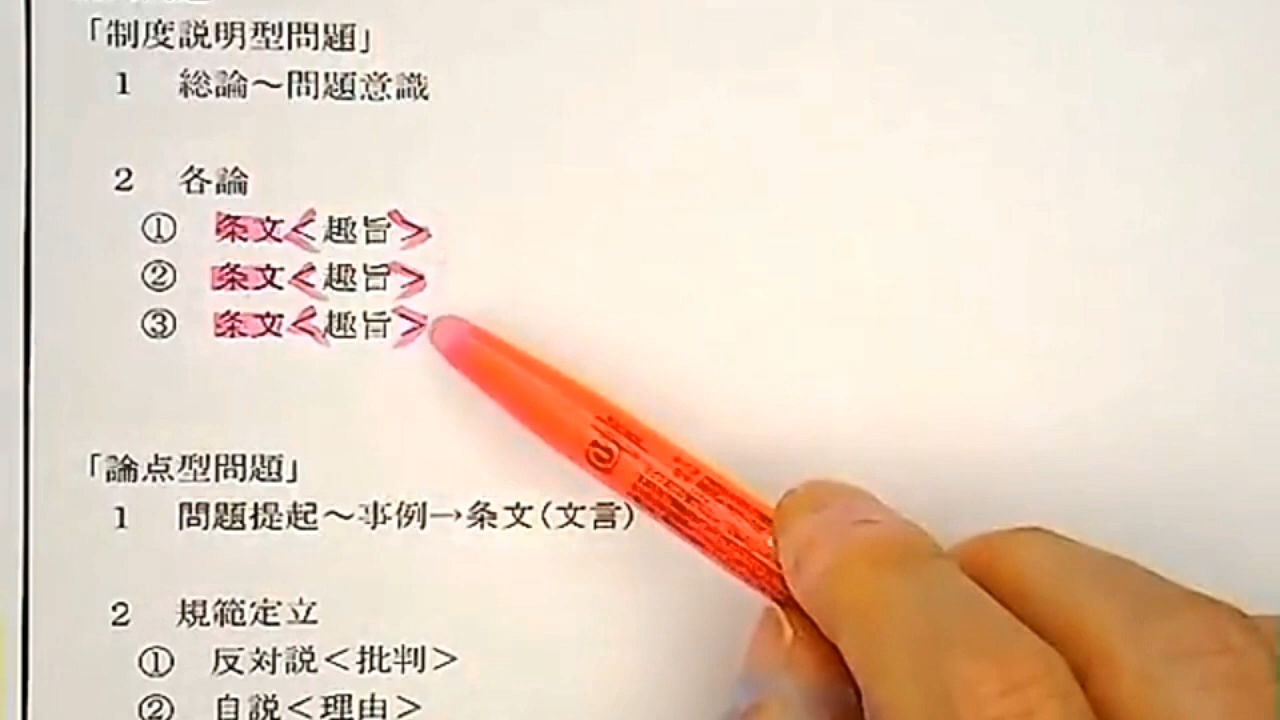 「制度説明型問題」
1 総論～問題意識
2 各論
① 条文＜趣旨＞
② 条文＜趣旨＞
③ 条文＜趣旨＞
「論点型問題」
1 問題提起～事例→条文（文言）
2 規範定立
① 反対説＜批判＞
② 自説＜理由＞